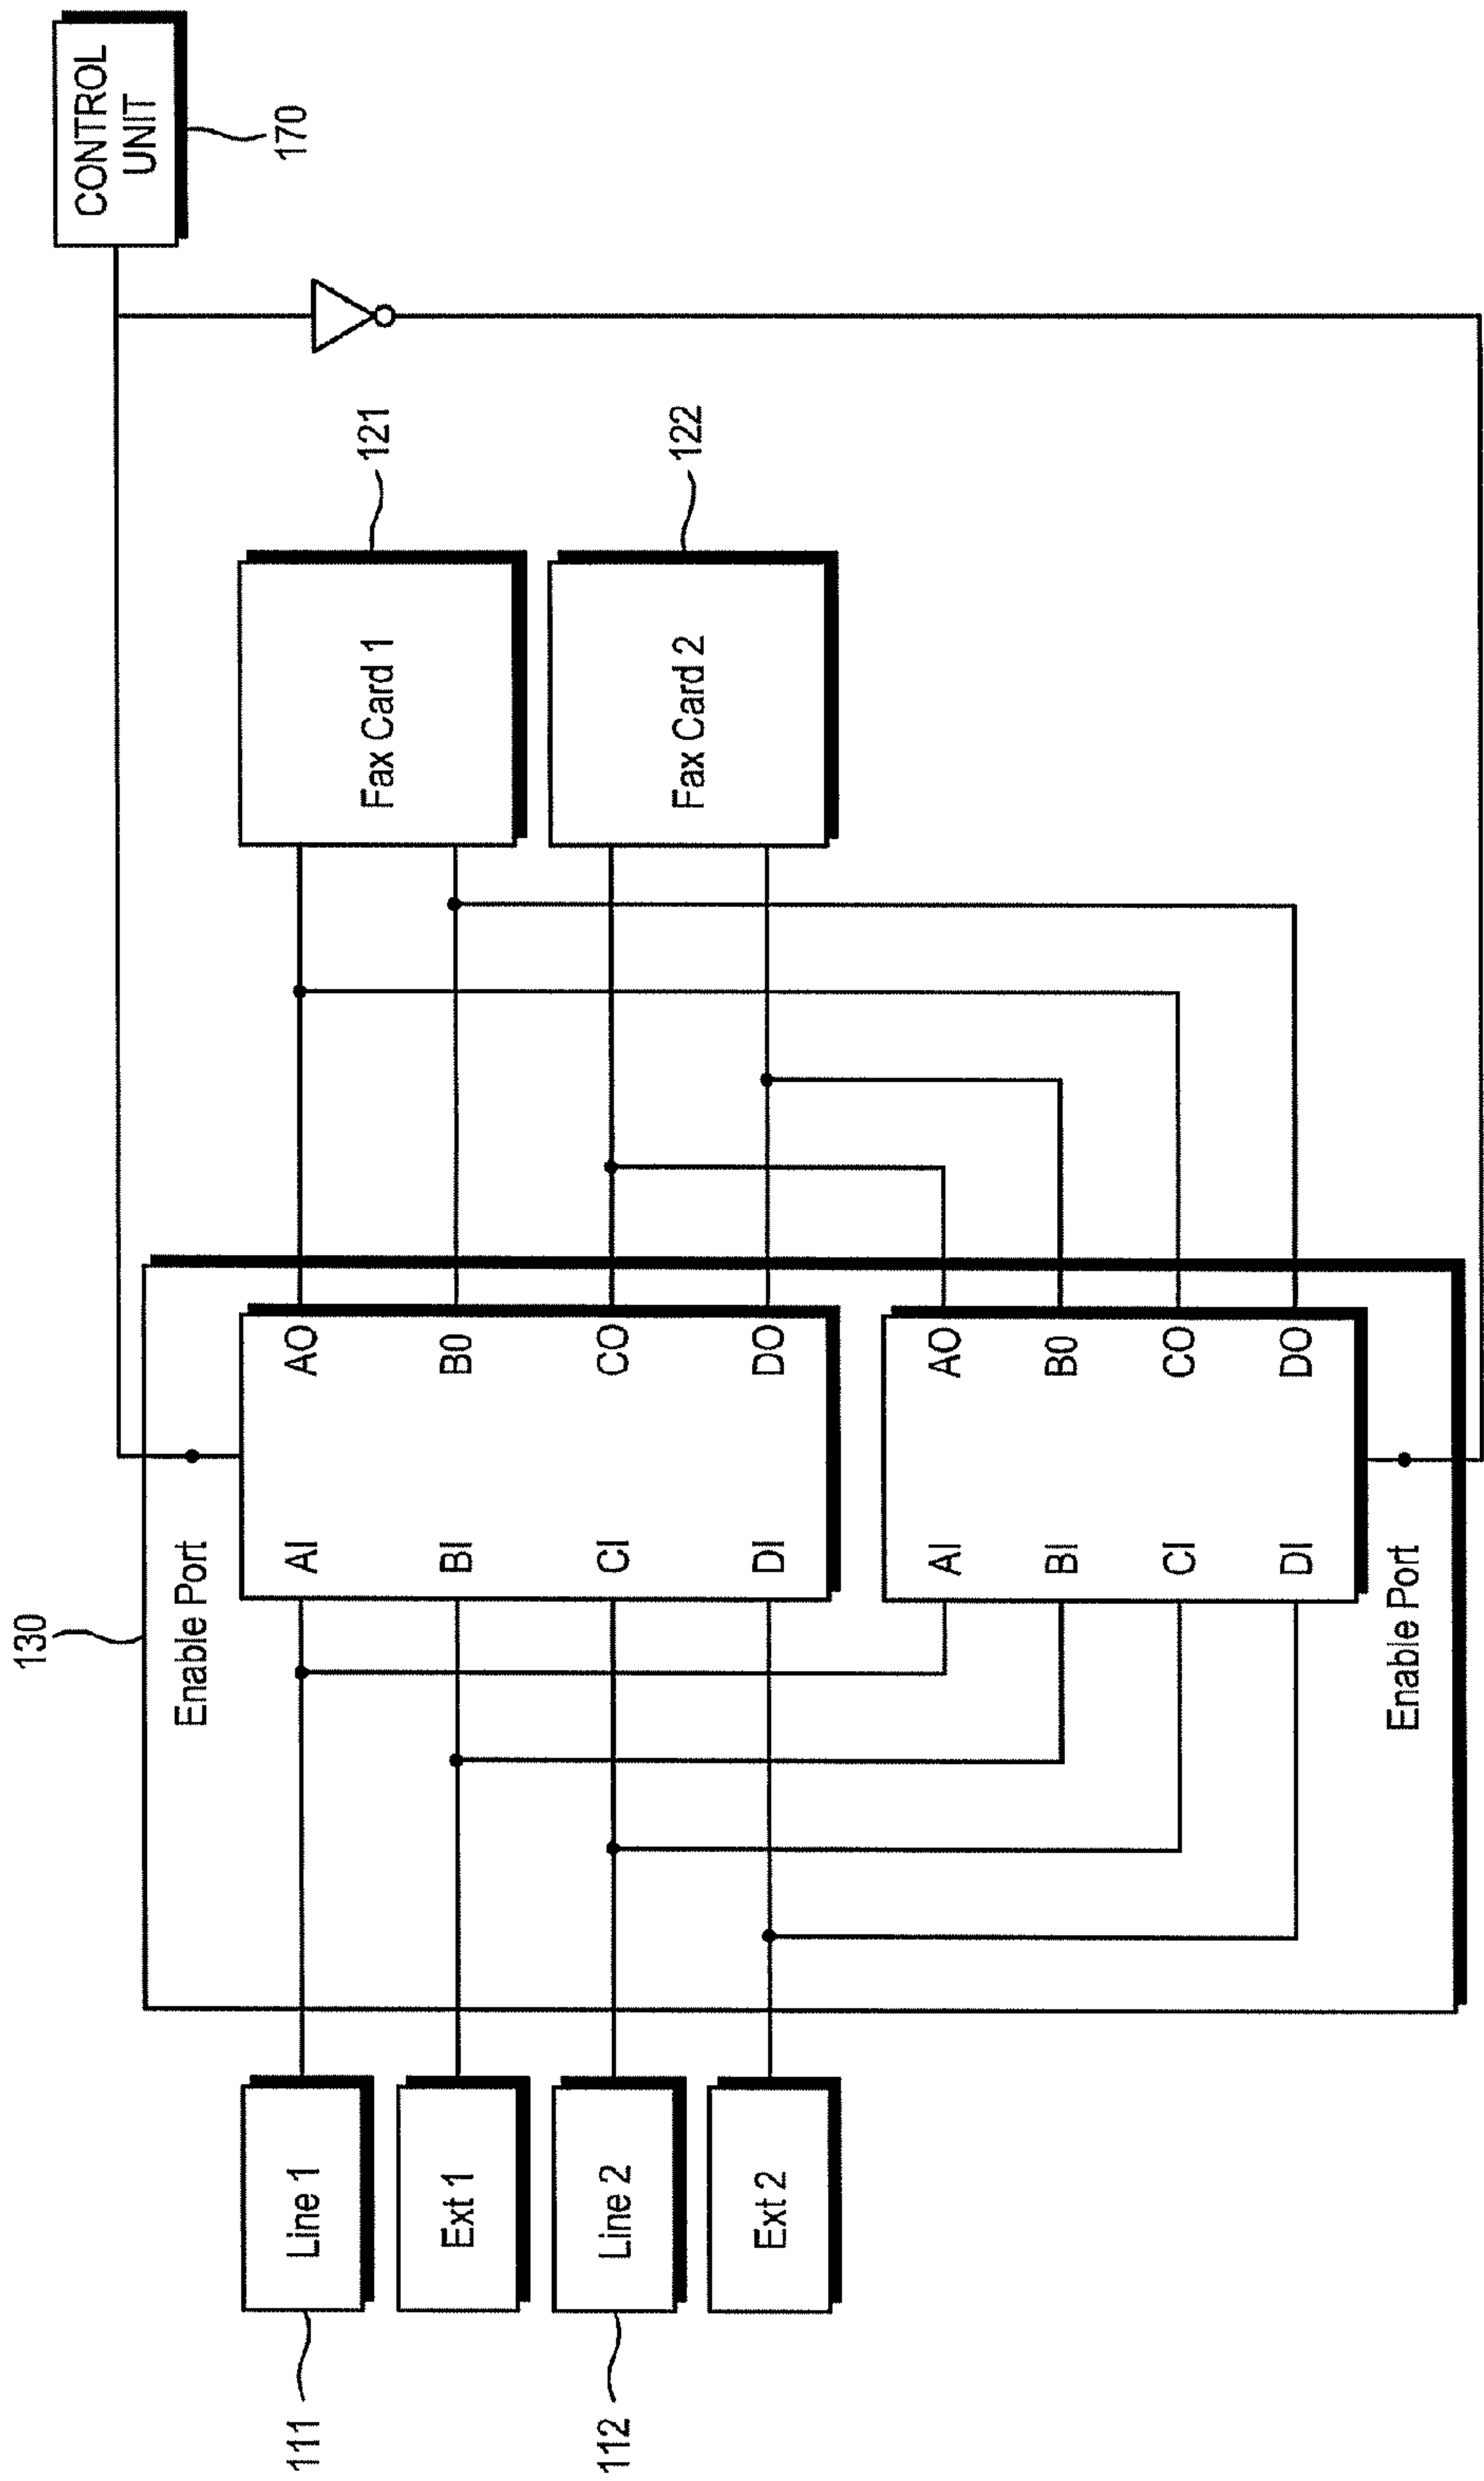 CONTROL
UNIT
170
121
122
Fax Card 1
Fax Card 2
130
Enable Port
AI
BI
CI
DI
AO
B0
CO
DO
AI
BI
CI
DI
AO
B0
CO
DO
Enable Port
Line 1
Ext 1
Line 2
Ext 2
111
112